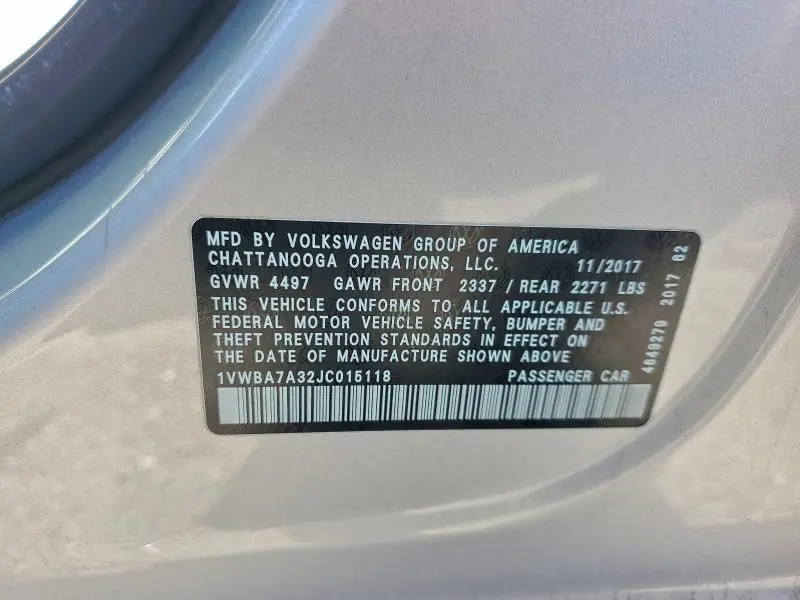 MFD BY VOLKSWAGEN GROUP OF AMERICA
CHATTANOOGA OPERATIONS, LLC. 11/2017
GVWR 4497 GAWR FRONT 2337 / REAR 2271 LBS
THIS VEHICLE CONFORMS TO ALL APPLICABLE U.S.
FEDERAL MOTOR VEHICLE SAFETY, BUMPER AND
THEFT PREVENTION STANDARDS IN EFFECT ON
THE DATE OF MANUFACTURE SHOWN ABOVE
1VWBA7A32JC015118 PASSENGER CAR
4649279 2017 02